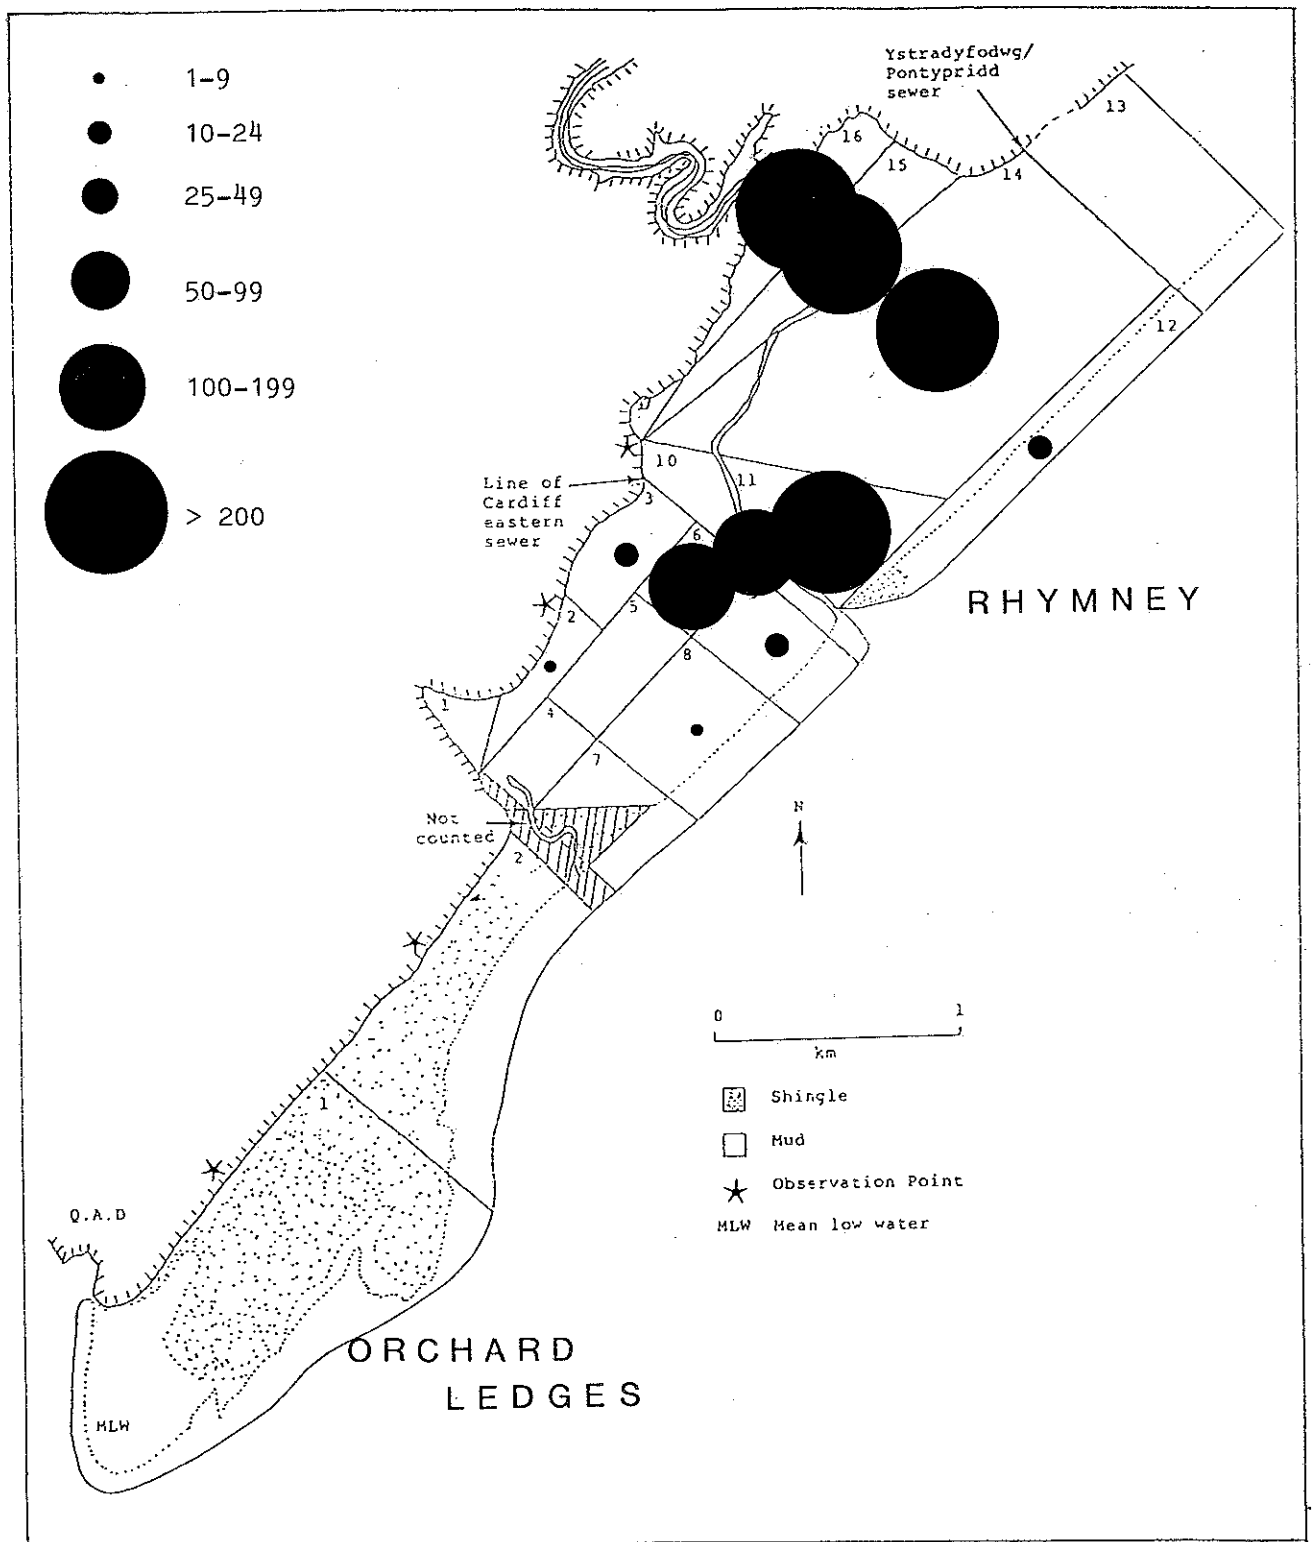 1-9
10-24
25-49
50-99
100-199
> 200
Ystradyfodwg/
Pontypridd
sewer
13
16
15
14
12
10
11
Line of
Cardiff
eastern
sewer
3
6
RHYMNEY
2
5
8
1
4
7
Not
counted
2
N
0 1
km
Shingle
Mud
Observation Point
MLW Mean low water
1
Q.A.D
ORCHARD
LEDGES
MLW